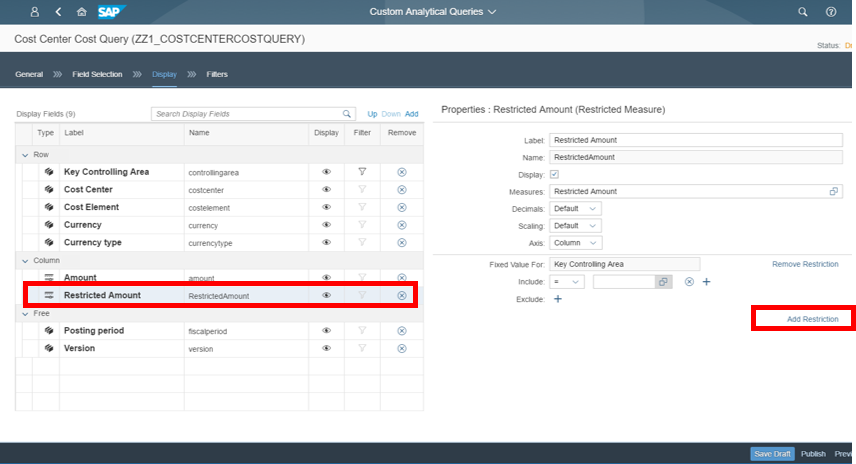 SAP Custom Analytical Queries
Cost Center Cost Query (ZZ1_COSTCENTERCOSTQUERY)
Status:
General Field Selection Display Filters
Display Fields (9) Search Display Fields Up Down Add
Type Label Name Display Filter Remove
Row
Key Controlling Area controllingarea
Cost Center costcenter
Cost Element costelement
Currency currency
Currency type currencytype
Column
Amount amount
Restricted Amount RestrictedAmount
Free
Posting period fiscalperiod
Version version
Properties : Restricted Amount (Restricted Measure)
Label: Restricted Amount
Name: RestrictedAmount
Display:
Measures: Restricted Amount
Decimals: Default
Scaling: Default
Axis: Column
Fixed Value For: Key Controlling Area Remove Restriction
Include: =
Exclude:
Add Restriction
Save Draft Publish Previ